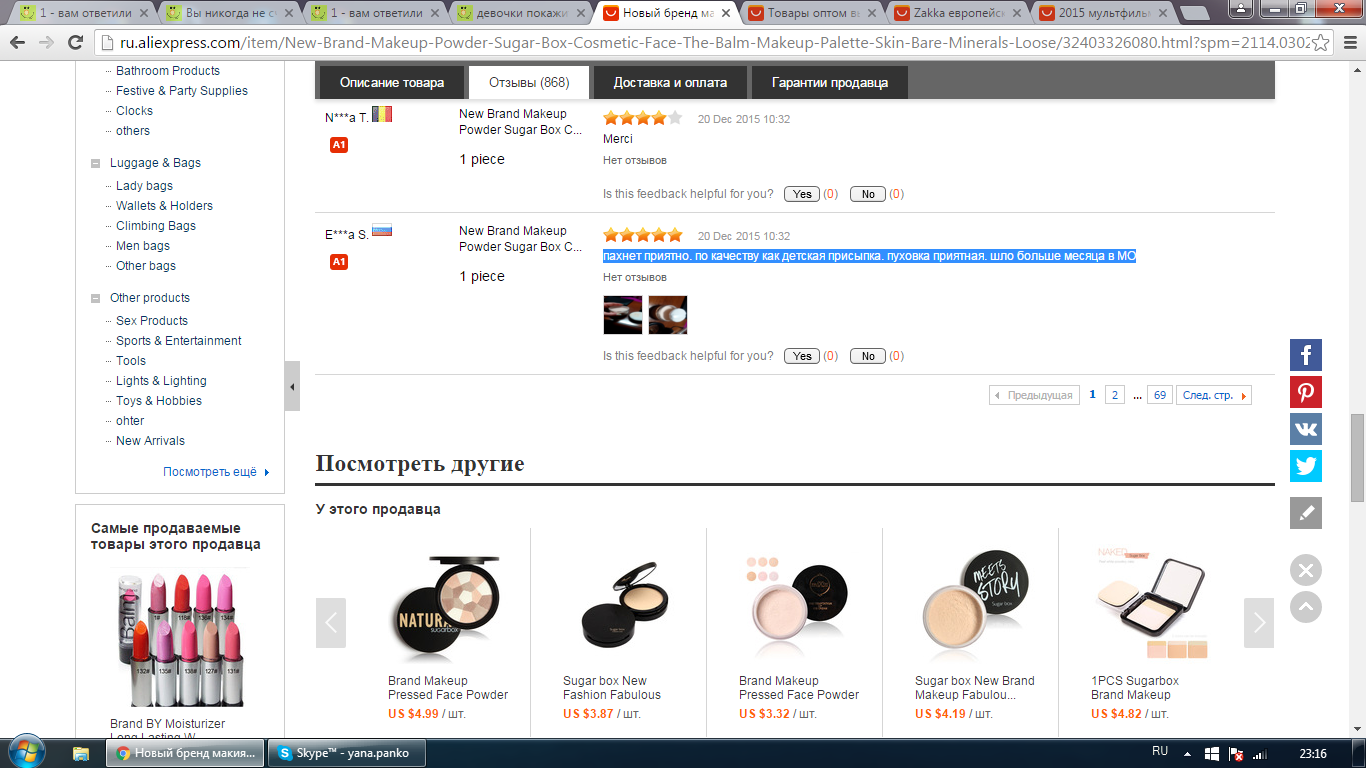 1 - вам ответили
Вы никогда не с
1 - вам ответили
девочки покажи
Новый бренд ма
Товары оптом в
Zakka европейск
2015 мультфиль
ru.aliexpress.com/item/New-Brand-Makeup-Powder-Sugar-Box-Cosmetic-Face-The-Balm-Makeup-Palette-Skin-Bare-Minerals-Loose/32403326080.html?spm=2114.0302
Bathroom Products
Festive & Party Supplies
Clocks
others
Luggage & Bags
Lady bags
Wallets & Holders
Climbing Bags
Men bags
Other bags
Other products
Sex Products
Sports & Entertainment
Tools
Lights & Lighting
Toys & Hobbies
ohter
New Arrivals
Посмотреть ещё
Самые продаваемые
товары этого продавца
Balm
1#
118#
136#
134#
132#
135#
138#
127#
131#
Brand BY Moisturizer
Long Lasting W
Описание товара
Отзывы (868)
Доставка и оплата
Гарантии продавца
N***a T.
A1
New Brand Makeup
Powder Sugar Box C...
1 piece
20 Dec 2015 10:32
Merci
Нет отзывов
Is this feedback helpful for you? Yes (0) No (0)
E***a S.
A1
New Brand Makeup
Powder Sugar Box C...
1 piece
20 Dec 2015 10:32
пахнет приятно. по качеству как детская присыпка. пуховка приятная. шло больше месяца в МО
Нет отзывов
Is this feedback helpful for you? Yes (0) No (0)
Предыдущая 1 2 ... 69 След. стр.
Посмотреть другие
У этого продавца
NATURA
sugarbox
Brand Makeup
Pressed Face Powder
US $4.99 / шт.
Sugar box New
Fashion Fabulous
US $3.87 / шт.
Brand Makeup
Pressed Face Powder
US $3.32 / шт.
MEETS
STORY
Sugar box
Sugar box New Brand
Makeup Fabulou...
US $4.19 / шт.
NAKED
1PCS Sugarbox
Brand Makeup
US $4.82 / шт.
Новый бренд макия...
Skype™ - yana.panko
RU
23:16